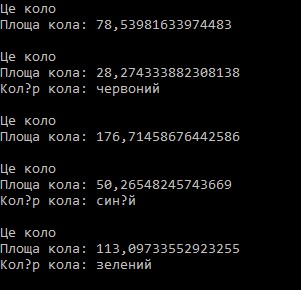 Це коло
Площа кола: 78,53981633974483
Це коло
Площа кола: 28,274333882308138
Кол?р кола: червоний
Це коло
Площа кола: 176,71458676442586
Це коло
Площа кола: 50,26548245743669
Кол?р кола: син?й
Це коло
Площа кола: 113,09733552923255
Кол?р кола: зелений